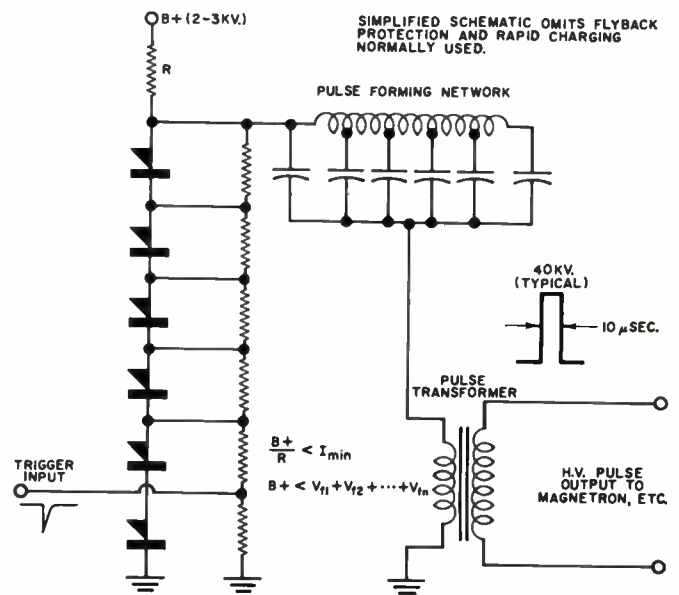 B+ (2-3KV.)
SIMPLIFIED SCHEMATIC OMITS FLYBACK
PROTECTION AND RAPID CHARGING
NORMALLY USED.
R
PULSE FORMING NETWORK
40KV.
(TYPICAL)
10 μSEC.
PULSE
TRANSFORMER
B+/R < Imin
B+ < Vf1 + Vf2 + ··· + Vfn
TRIGGER
INPUT
H.V. PULSE
OUTPUT TO
MAGNETRON, ETC.